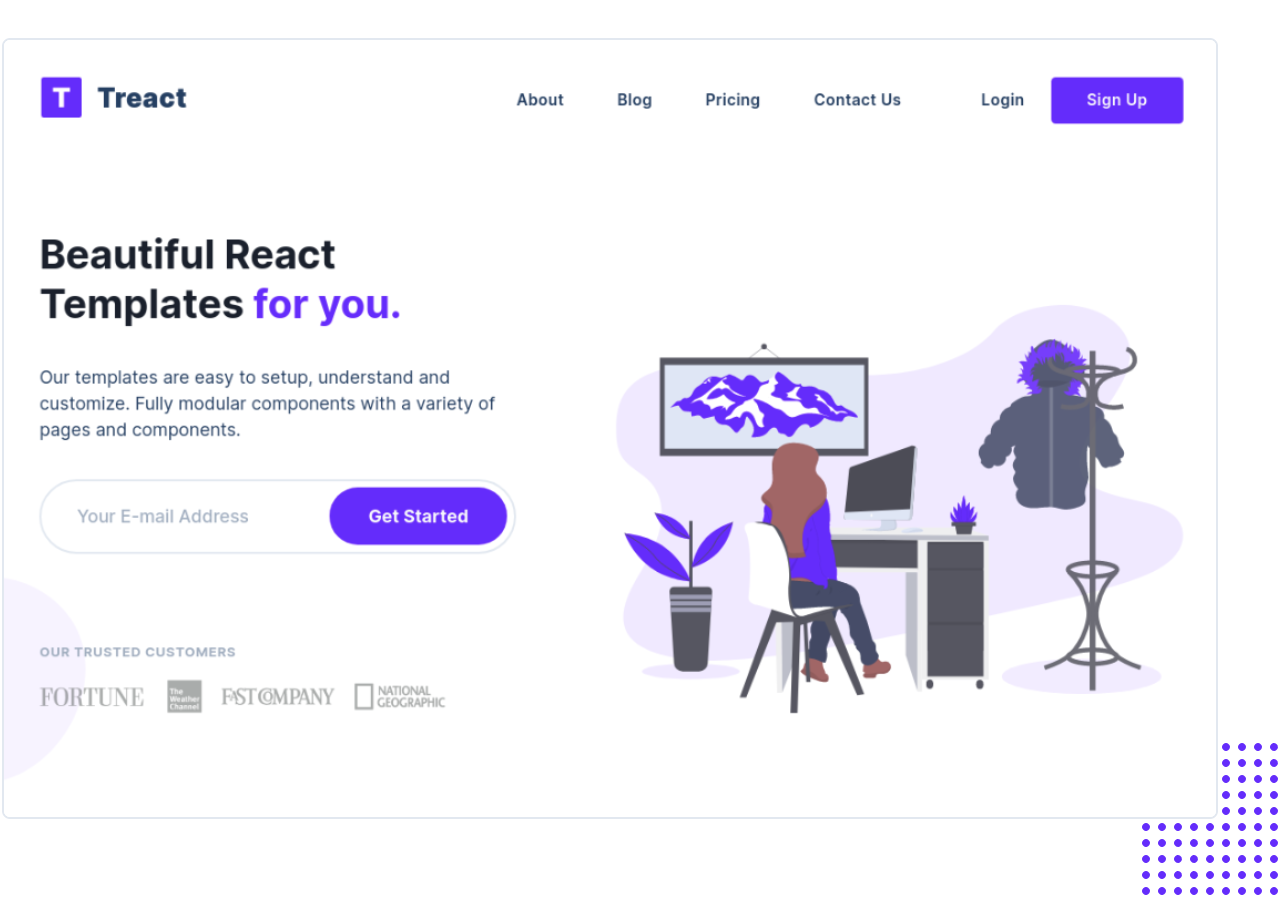 T Treact
About Blog Pricing Contact Us Login Sign Up
Beautiful React
Templates for you.
Our templates are easy to setup, understand and
customize. Fully modular components with a variety of
pages and components.
Your E-mail Address Get Started
OUR TRUSTED CUSTOMERS
FORTUNE
The
Weather
Channel
FAST COMPANY
NATIONAL
GEOGRAPHIC